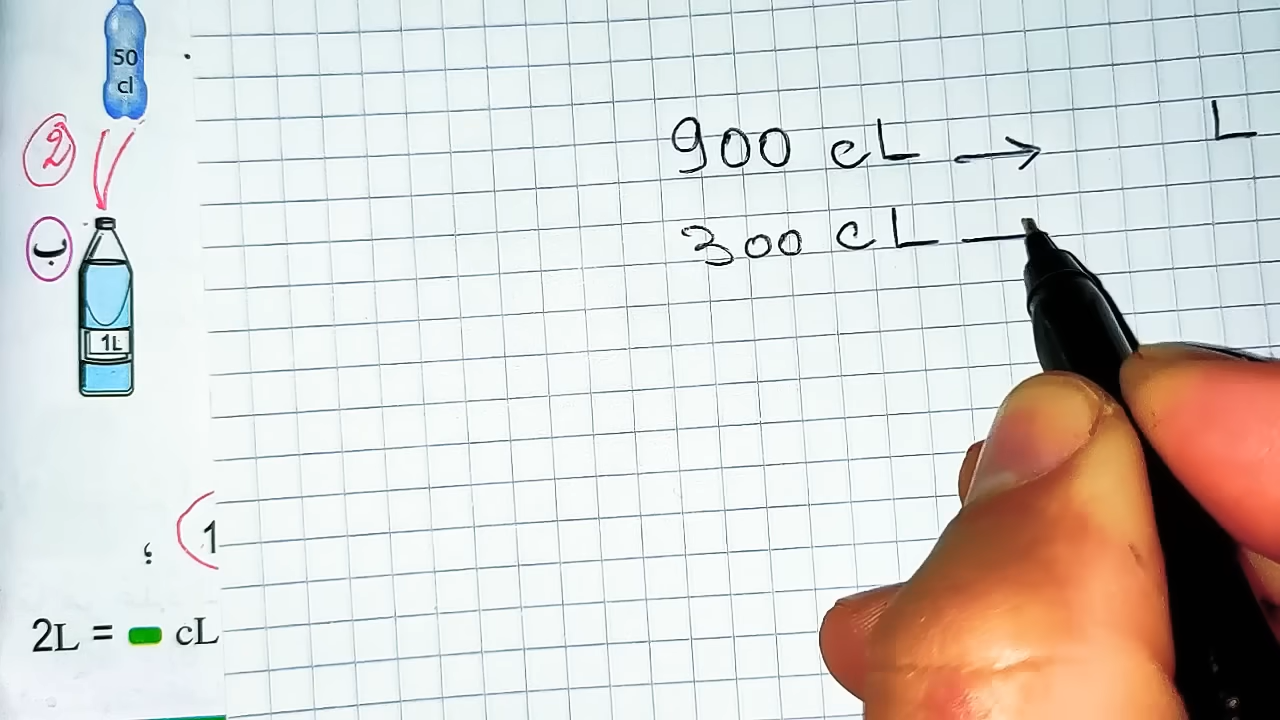 50
cl
2
ب
1L
900 cL → L
300 cL —
؟ 1
2L = cL